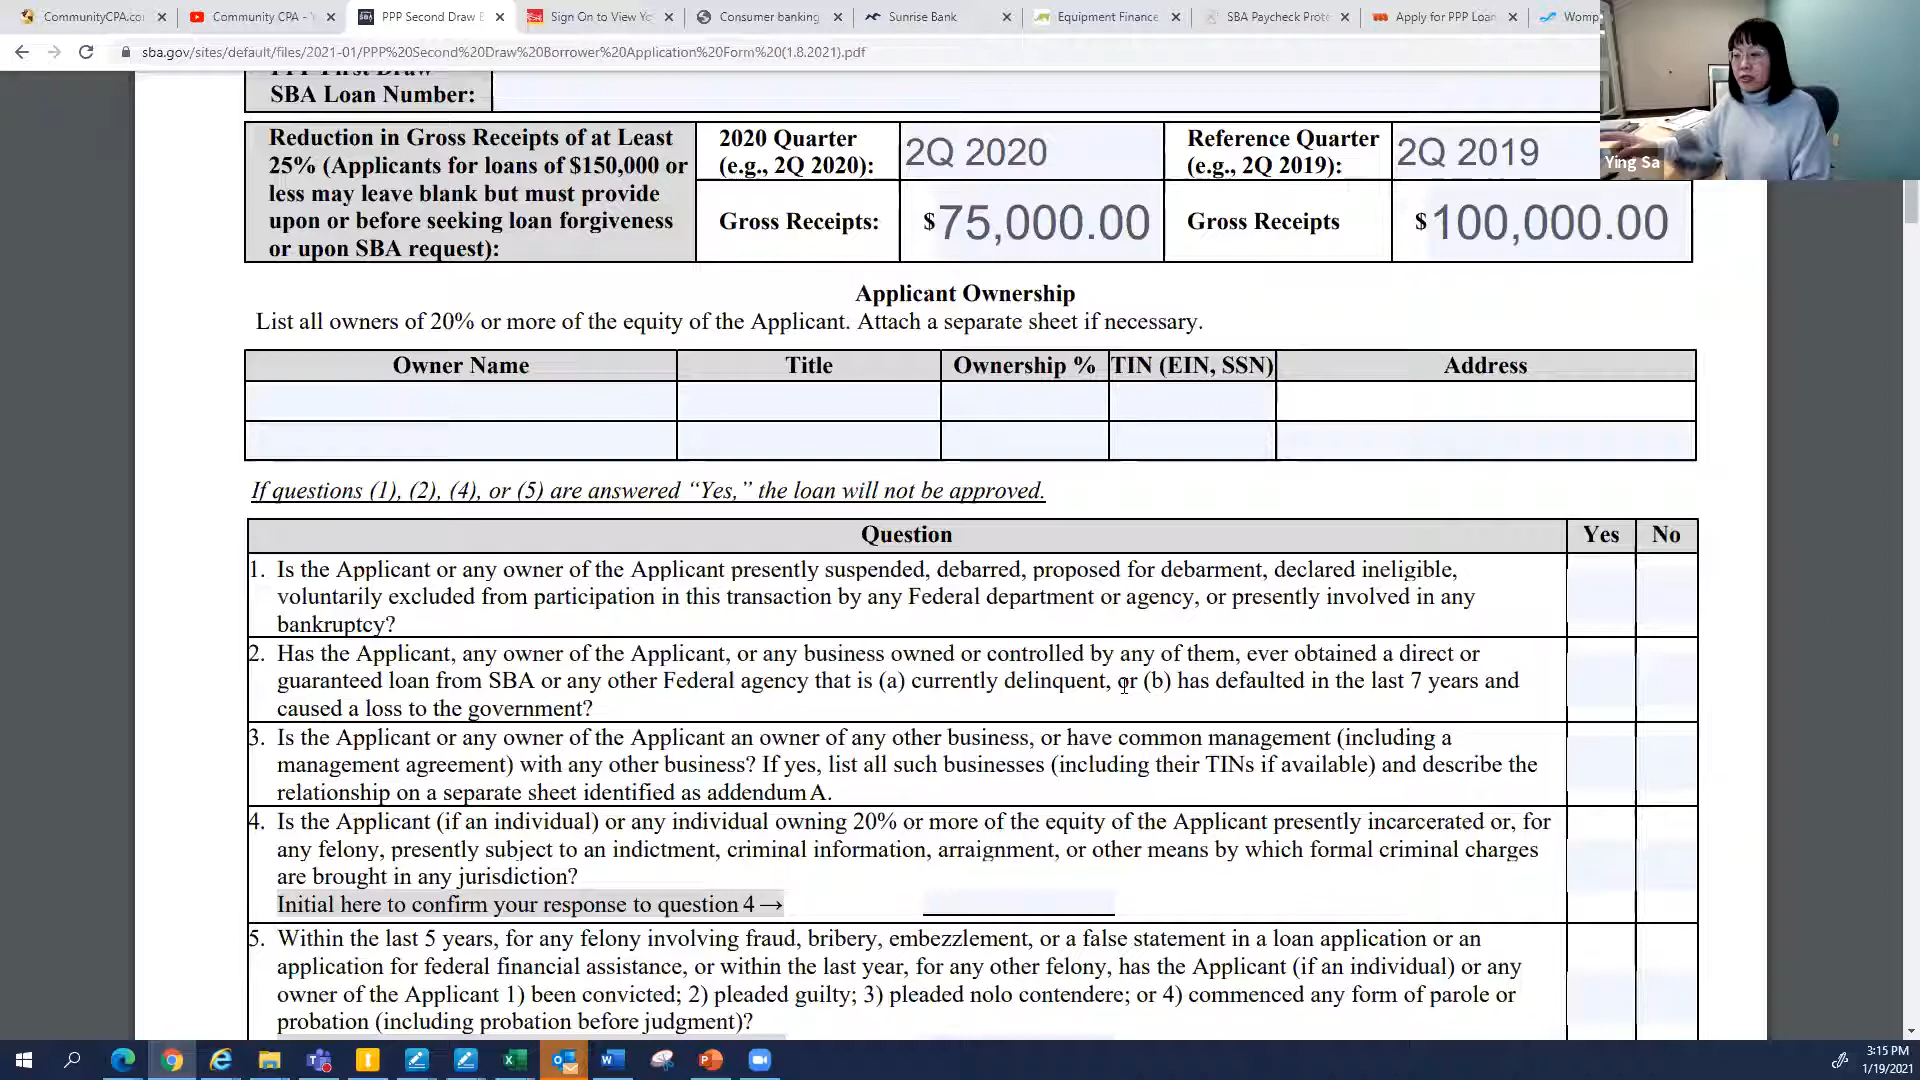 CommunityCPA.co
Community CPA -
PPP Second Draw
Sign On to View Yo
Consumer banking
Sunrise Bank
Equipment Finance
SBA Paycheck Prot
Apply for PPP Loan
Womp
sba.gov/sites/default/files/2021-01/PPP%20Second%20Draw%20Borrower%20Application%20Form%20(1.8.2021).pdf
PPP First Draw
SBA Loan Number:
Reduction in Gross Receipts of at Least
25% (Applicants for loans of $150,000 or
less may leave blank but must provide
upon or before seeking loan forgiveness
or upon SBA request):
2020 Quarter
(e.g., 2Q 2020):
2Q 2020
Reference Quarter
(e.g., 2Q 2019):
2Q 2019
Gross Receipts:
$ 75,000.00
Gross Receipts
$ 100,000.00
Ying Sa
Applicant Ownership
List all owners of 20% or more of the equity of the Applicant. Attach a separate sheet if necessary.
Owner Name Title Ownership % TIN (EIN, SSN) Address
If questions (1), (2), (4), or (5) are answered “Yes,” the loan will not be approved.
Question Yes No
1. Is the Applicant or any owner of the Applicant presently suspended, debarred, proposed for debarment, declared ineligible,
voluntarily excluded from participation in this transaction by any Federal department or agency, or presently involved in any
bankruptcy?
2. Has the Applicant, any owner of the Applicant, or any business owned or controlled by any of them, ever obtained a direct or
guaranteed loan from SBA or any other Federal agency that is (a) currently delinquent, or (b) has defaulted in the last 7 years and
caused a loss to the government?
3. Is the Applicant or any owner of the Applicant an owner of any other business, or have common management (including a
management agreement) with any other business? If yes, list all such businesses (including their TINs if available) and describe the
relationship on a separate sheet identified as addendum A.
4. Is the Applicant (if an individual) or any individual owning 20% or more of the equity of the Applicant presently incarcerated or, for
any felony, presently subject to an indictment, criminal information, arraignment, or other means by which formal criminal charges
are brought in any jurisdiction?
Initial here to confirm your response to question 4 →
5. Within the last 5 years, for any felony involving fraud, bribery, embezzlement, or a false statement in a loan application or an
application for federal financial assistance, or within the last year, for any other felony, has the Applicant (if an individual) or any
owner of the Applicant 1) been convicted; 2) pleaded guilty; 3) pleaded nolo contendere; or 4) commenced any form of parole or
probation (including probation before judgment)?
3:15 PM
1/19/2021